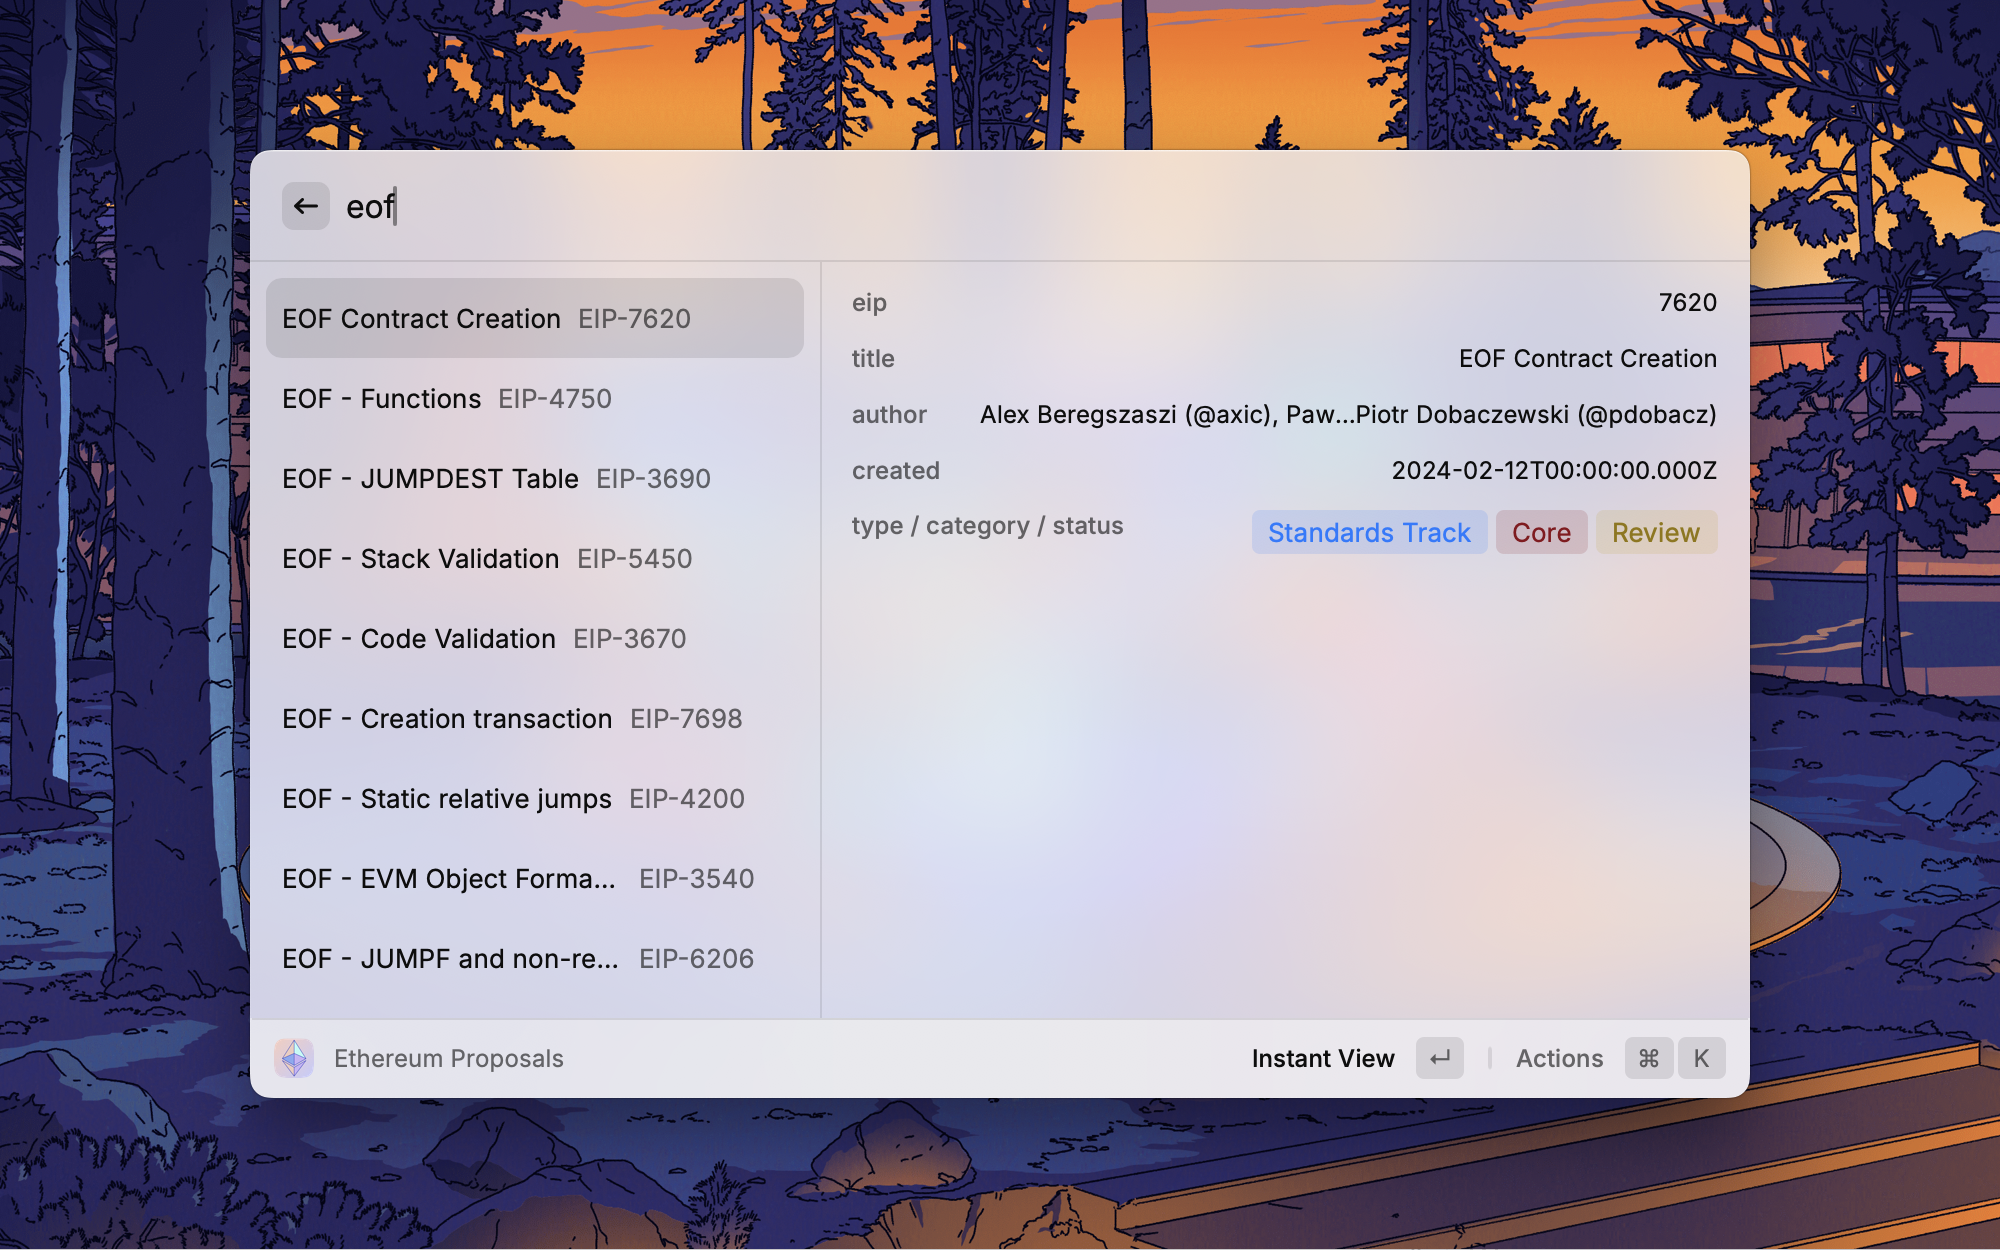 eof
EOF Contract Creation EIP-7620
EOF - Functions EIP-4750
EOF - JUMPDEST Table EIP-3690
EOF - Stack Validation EIP-5450
EOF - Code Validation EIP-3670
EOF - Creation transaction EIP-7698
EOF - Static relative jumps EIP-4200
EOF - EVM Object Forma... EIP-3540
EOF - JUMPF and non-re... EIP-6206
eip 7620
title EOF Contract Creation
author Alex Beregszaszi (@axic), Paw...Piotr Dobaczewski (@pdobacz)
created 2024-02-12T00:00:00.000Z
type / category / status Standards Track Core Review
Ethereum Proposals Instant View ↵ Actions ⌘ K